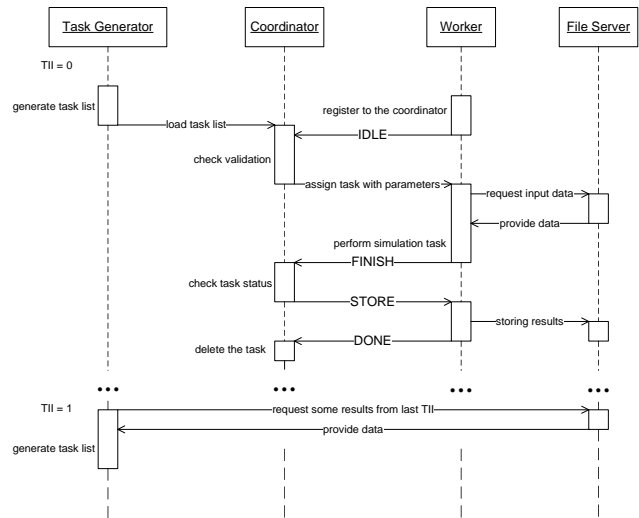 Task Generator
Coordinator
Worker
File Server
TII = 0
generate task list
register to the coordinator
load task list
IDLE
check validation
assign task with parameters
request input data
provide data
perform simulation task
FINISH
check task status
STORE
storing results
DONE
delete the task
...
...
...
...
TII = 1
request some results from last TII
provide data
generate task list